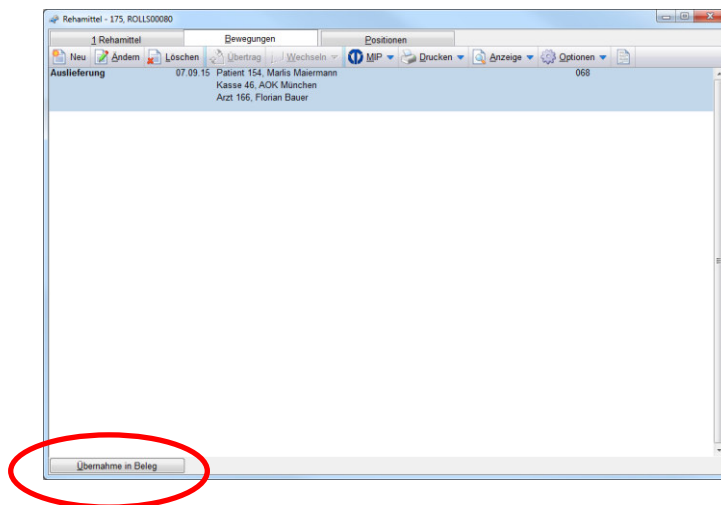 Rehamittel - 175, ROLLS00080
1 Rehamittel Bewegungen Positionen
Neu Ändern Löschen Übertrag Wechseln MIP Drucken Anzeige Optionen
Auslieferung 07.09.15 Patient 154, Marlis Maiermann 068
Kasse 46, AOK München
Arzt 166, Florian Bauer
Übernahme in Beleg